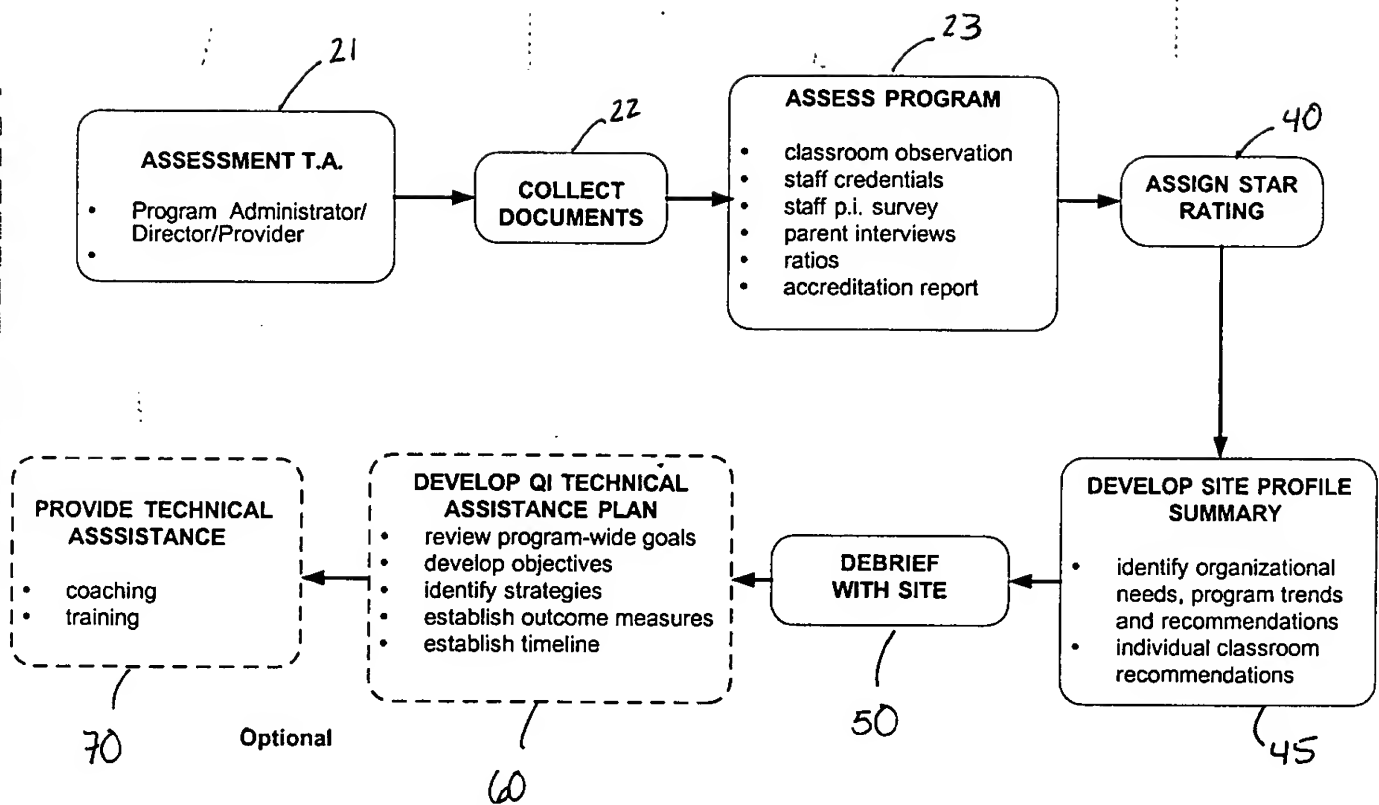 21
ASSESSMENT T.A.
• Program Administrator/
Director/Provider
•
22
COLLECT
DOCUMENTS
23
ASSESS PROGRAM
• classroom observation
• staff credentials
• staff p.i. survey
• parent interviews
• ratios
• accreditation report
40
ASSIGN STAR
RATING
DEVELOP SITE PROFILE
SUMMARY
• identify organizational
needs, program trends
and recommendations
• individual classroom
recommendations
45
DEBRIEF
WITH SITE
50
DEVELOP QI TECHNICAL
ASSISTANCE PLAN
• review program-wide goals
• develop objectives
• identify strategies
• establish outcome measures
• establish timeline
60
PROVIDE TECHNICAL
ASSSISTANCE
• coaching
• training
70
Optional